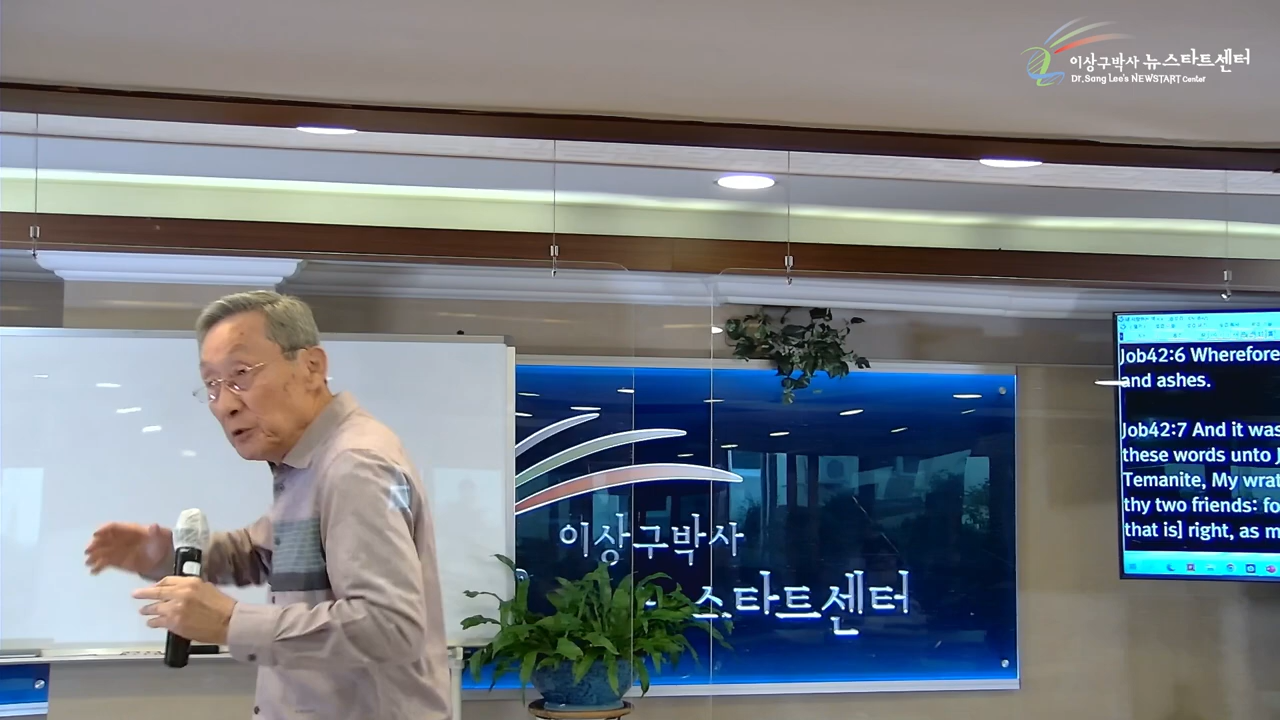 이상구박사 뉴스타트센터
Dr. Sang Lee's NEWSTART Center
이상구박사
스타트센터
Job42:6 Wherefore
and ashes.
Job42:7 And it was
these words unto
Temanite, My wrat
thy two friends: fo
that is] right, as m